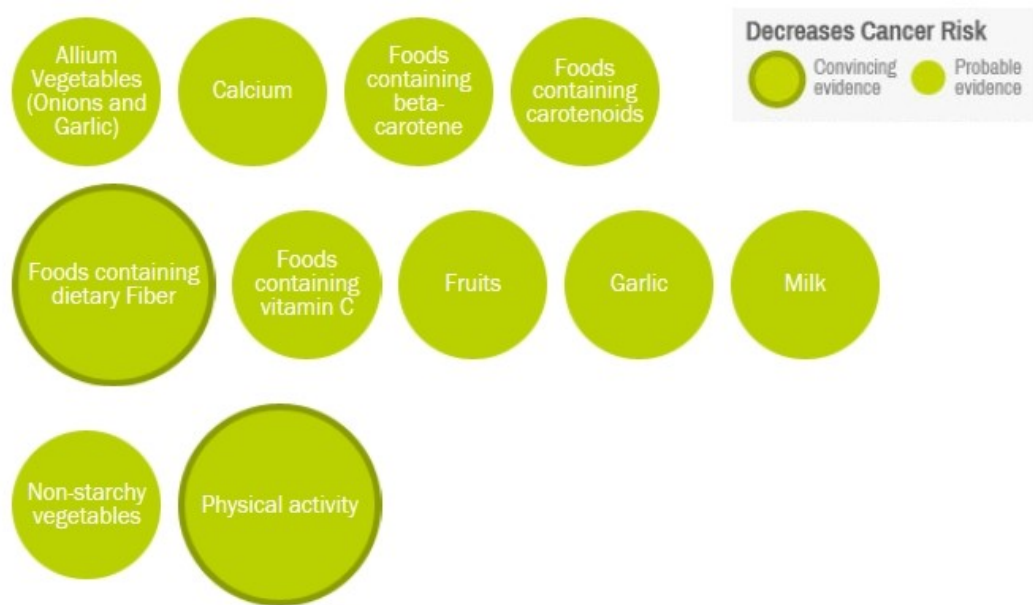 Allium
Vegetables
(Onions and
Garlic)
Calcium
Foods
containing
beta-
carotene
Foods
containing
carotenoids
Decreases Cancer Risk
Convincing
evidence
Probable
evidence
Foods containing
dietary Fiber
Foods
containing
vitamin C
Fruits
Garlic
Milk
Non-starchy
vegetables
Physical activity